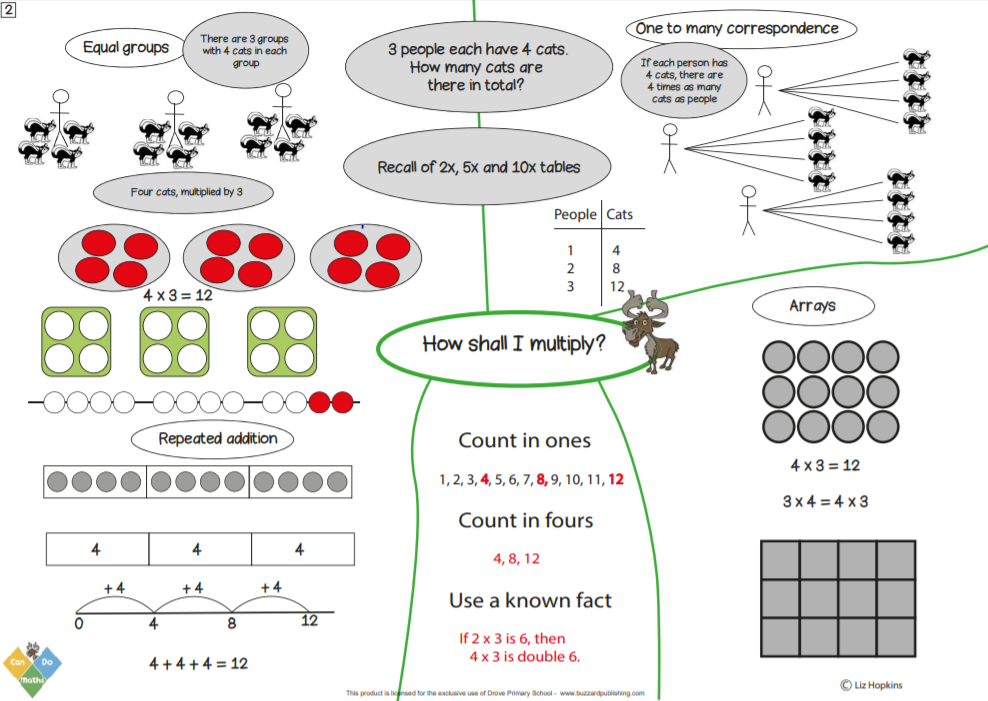 2
Equal groups
There are 3 groups
with 4 cats in each
group
Four cats, multiplied by 3
4 x 3 = 12
Repeated addition
4 4 4
+ 4 + 4 + 4
0 4 8 12
4 + 4 + 4 = 12
Can Do
Maths
3 people each have 4 cats.
How many cats are
there in total?
Recall of 2x, 5x and 10x tables
People Cats
1 4
2 8
3 12
How shall I multiply?
Count in ones
1, 2, 3, 4, 5, 6, 7, 8, 9, 10, 11, 12
Count in fours
4, 8, 12
Use a known fact
If 2 x 3 is 6, then
4 x 3 is double 6.
This product is licensed for the exclusive use of Drove Primary School - www.buzzardpublishing.com
One to many correspondence
If each person has
4 cats, there are
4 times as many
cats as people
Arrays
4 x 3 = 12
3 x 4 = 4 x 3
© Liz Hopkins